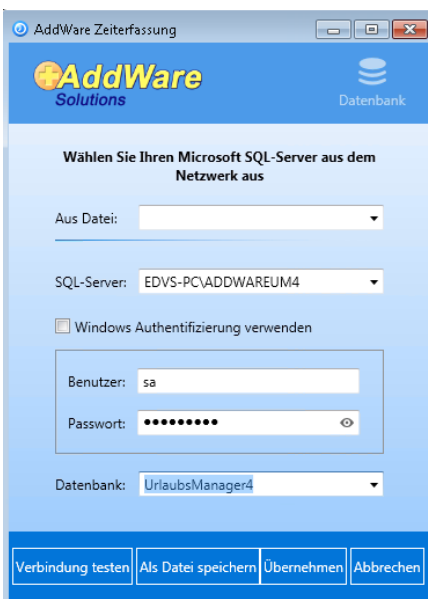 AddWare Zeiterfassung
AddWare
Solutions
Datenbank
Wählen Sie Ihren Microsoft SQL-Server aus dem
Netzwerk aus
Aus Datei:
SQL-Server: EDVS-PC\ADDWAREUM4
Windows Authentifizierung verwenden
Benutzer: sa
Passwort: •••••••••
Datenbank: UrlaubsManager4
Verbindung testen Als Datei speichern Übernehmen Abbrechen